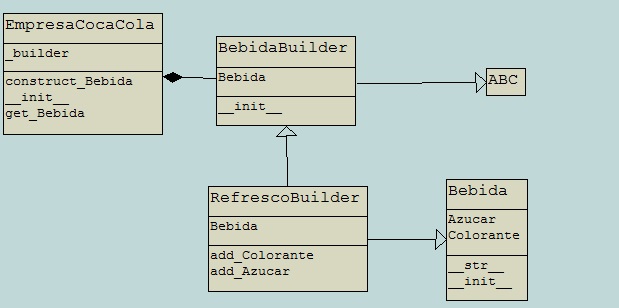 EmpresaCocaCola
_builder
construct_Bebida
__init__
get_Bebida
BebidaBuilder
Bebida
__init__
ABC
RefrescoBuilder
Bebida
add_Colorante
add_Azucar
Bebida
Azucar
Colorante
__str__
__init__